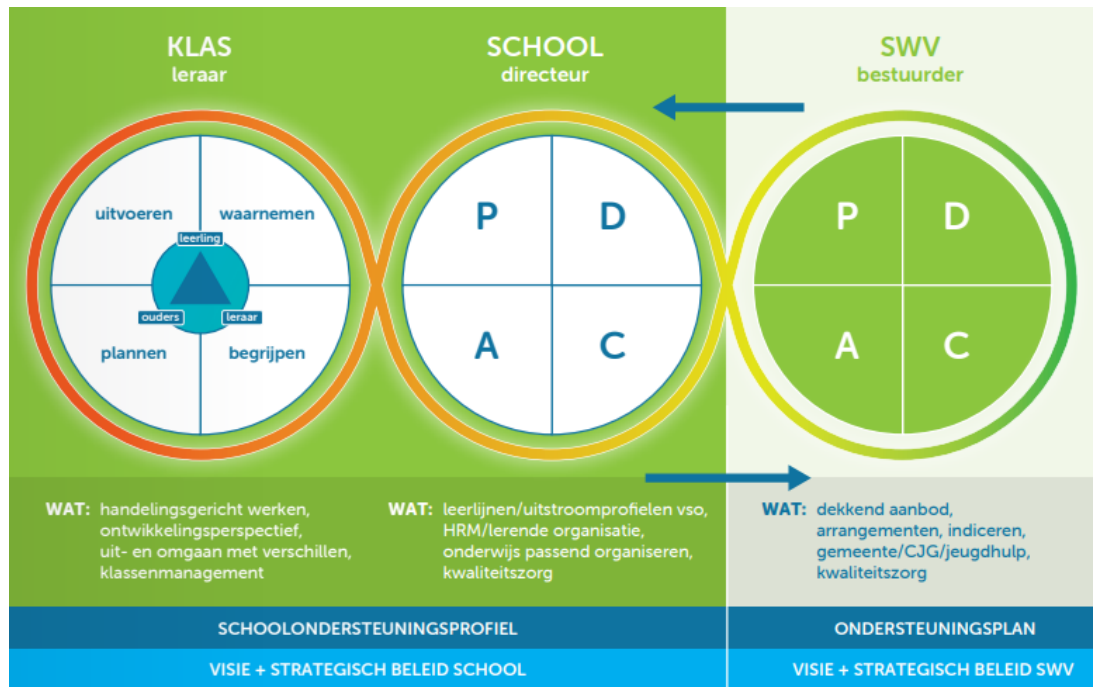 KLAS
leraar
SCHOOL
directeur
SWV
bestuurder
uitvoeren
waarnemen
leerling
ouders
leraar
plannen
begrijpen
P
D
A
C
P
D
A
C
WAT: handelingsgericht werken,
ontwikkelingsperspectief,
uit- en omgaan met verschillen,
klassenmanagement
WAT: leerlijnen/uitstroomprofielen vso,
HRM/lerende organisatie,
onderwijs passend organiseren,
kwaliteitszorg
WAT: dekkend aanbod,
arrangementen, indiceren,
gemeente/CJG/jeugdhulp,
kwaliteitszorg
SCHOOLONDERSTEUNINGSPROFIEL
ONDERSTEUNINGSPLAN
VISIE + STRATEGISCH BELEID SCHOOL
VISIE + STRATEGISCH BELEID SWV